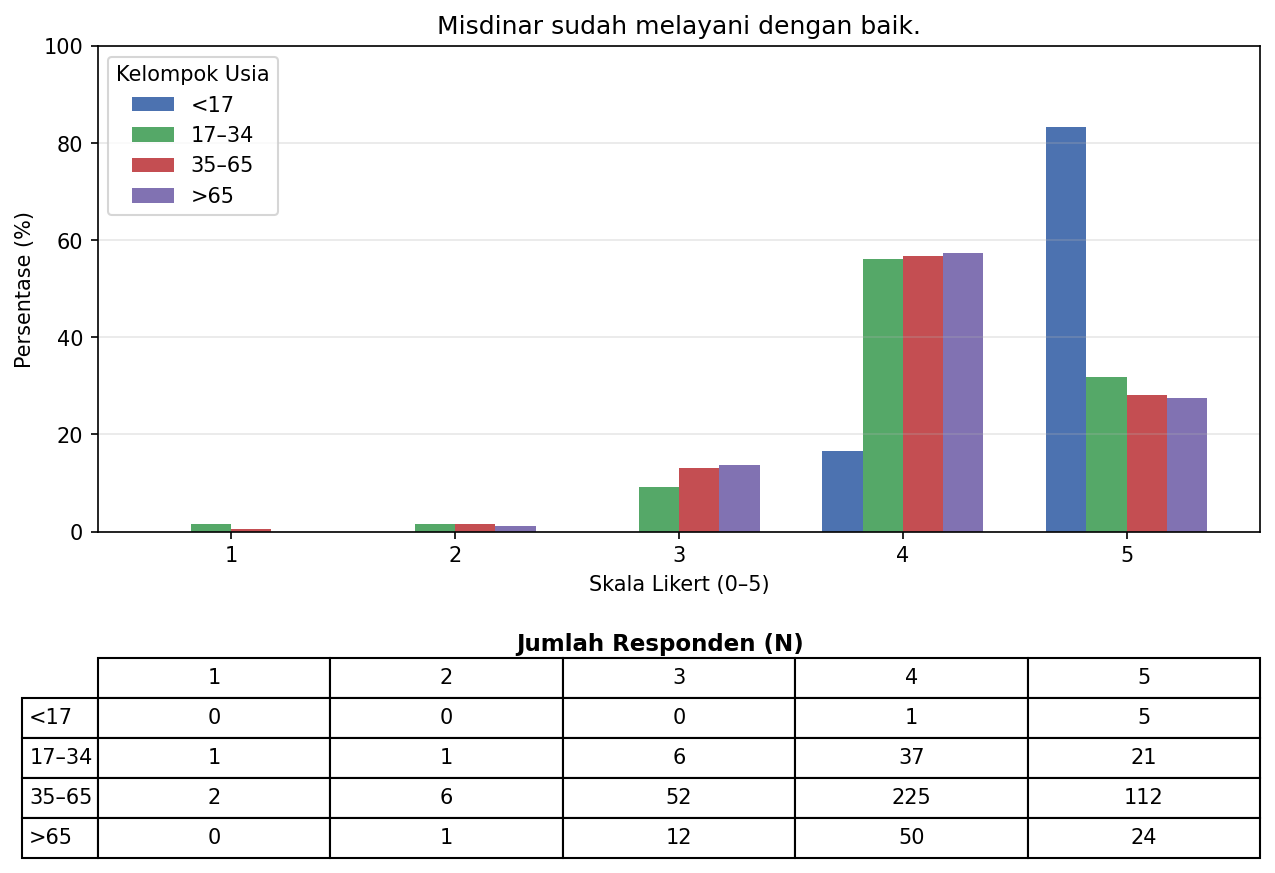 Misdinar sudah melayani dengan baik.
100
80
60
40
20
0
Persentase (%)
Kelompok Usia
<17
17–34
35–65
>65
1 2 3 4 5
Skala Likert (0–5)
Jumlah Responden (N)
1 2 3 4 5
<17 0 0 0 1 5
17–34 1 1 6 37 21
35–65 2 6 52 225 112
>65 0 1 12 50 24